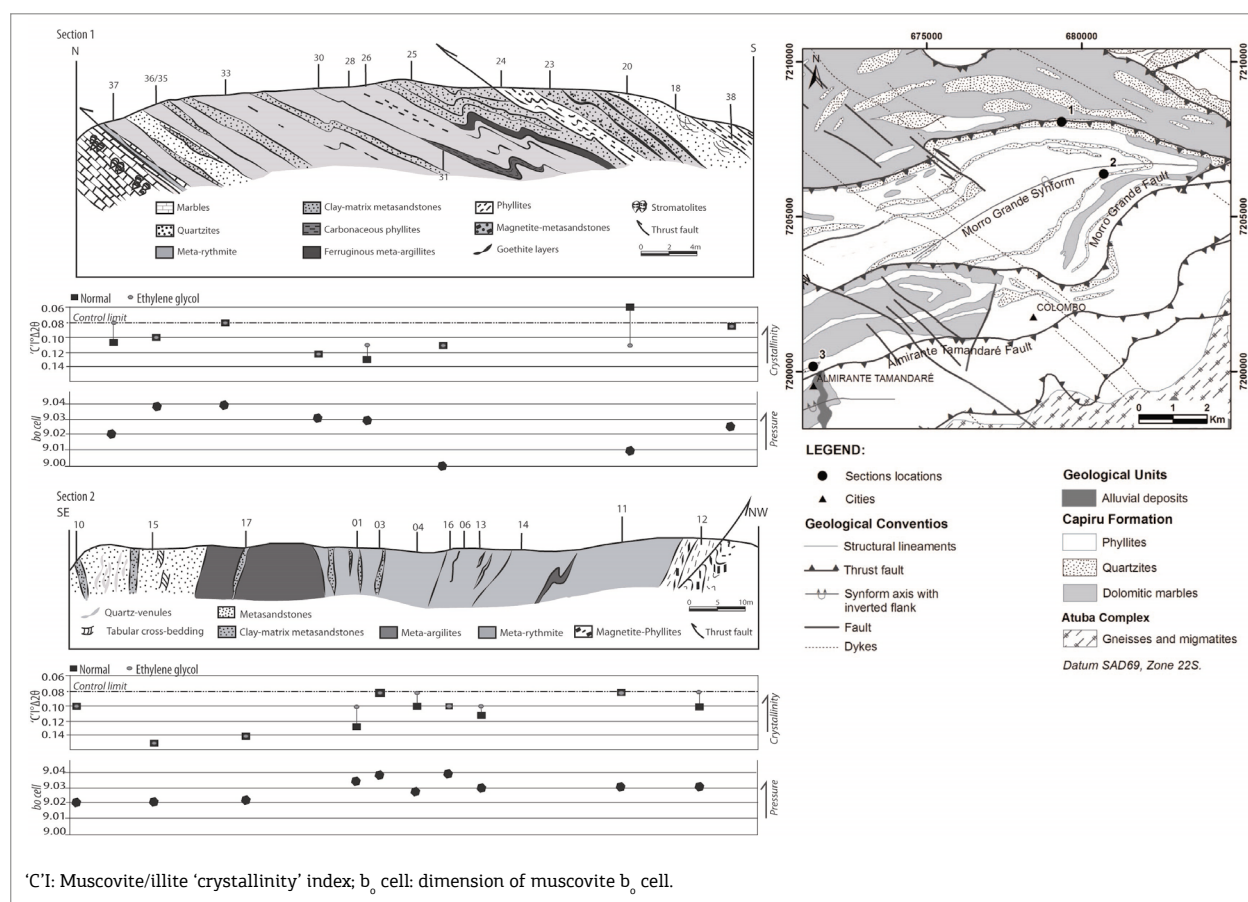 Section 1
N
S
37
36/35
33
30
28
26
25
24
23
20
18
38
31
Marbles
Quartzites
Meta-rythmite
Clay-matrix metasandstones
Carbonaceous phyllites
Ferruginous meta-argillites
Phyllites
Magnetite-metasandstones
Goethite layers
Stromatolites
Thrust fault
0 2 4m
Normal
Ethylene glycol
Control limit
'C'I°Δ2θ
0.06
0.08
0.10
0.12
0.14
Crystallinity
bo cell
9.04
9.03
9.02
9.01
9.00
Pressure
Section 2
SE
NW
10
15
17
01
03
04
16
06
13
14
11
12
Quartz-venules
Tabular cross-bedding
Metasandstones
Clay-matrix metasandstones
Meta-argilites
Meta-rythmite
Magnetite-Phyllites
Thrust fault
0 5 10m
Normal
Ethylene glycol
Control limit
'C'I°Δ2θ
0.06
0.08
0.10
0.12
0.14
Crystallinity
bo cell
9.04
9.03
9.02
9.01
9.00
Pressure
675000
680000
7210000
7210000
7205000
7205000
7200000
7200000
N
1
2
3
Morro Grande Synform
Morro Grande Fault
COLOMBO
Almirante Tamandaré Fault
ALMIRANTE TAMANDARÉ
0 1 2
Km
LEGEND:
Sections locations
Cities
Geological Conventios
Structural lineaments
Thrust fault
Synform axis with
inverted flank
Fault
Dykes
Geological Units
Alluvial deposits
Capiru Formation
Phyllites
Quartzites
Dolomitic marbles
Atuba Complex
Gneisses and migmatites
Datum SAD69, Zone 22S.
'C'I: Muscovite/illite 'crystallinity' index; bo cell: dimension of muscovite bo cell.